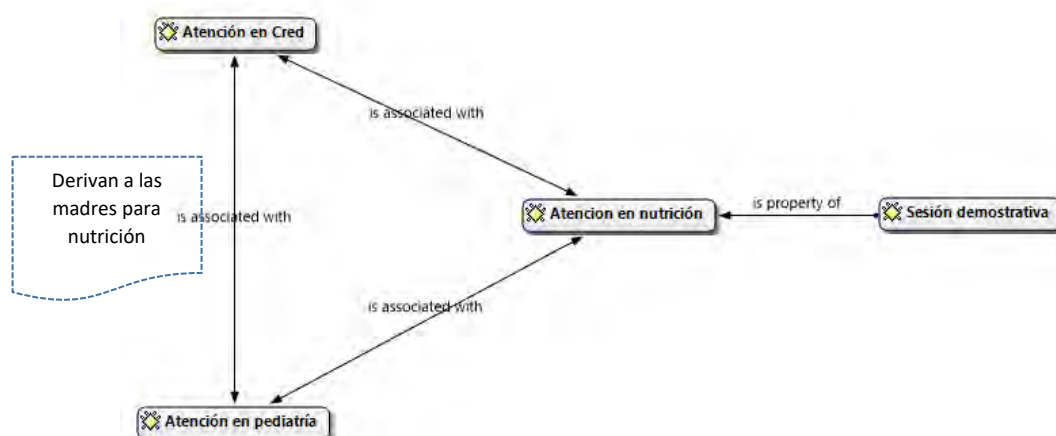 Atención en Cred
is associated with
Derivan a las
madres para
nutrición
is associated with
Atencion en nutrición
is property of
Sesión demostrativa
is associated with
Atención en pediatría